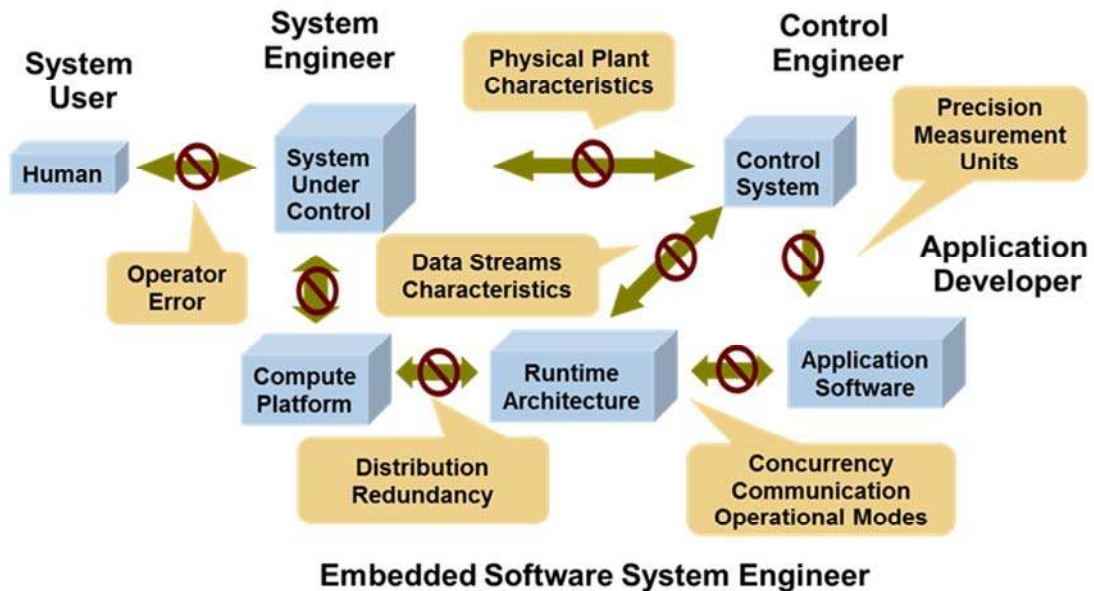 System
User
System
Engineer
Physical Plant
Characteristics
Control
Engineer
Precision
Measurement
Units
Human
System
Under
Control
Control
System
Operator
Error
Data Streams
Characteristics
Application
Developer
Compute
Platform
Runtime
Architecture
Application
Software
Distribution
Redundancy
Concurrency
Communication
Operational Modes
Embedded Software System Engineer